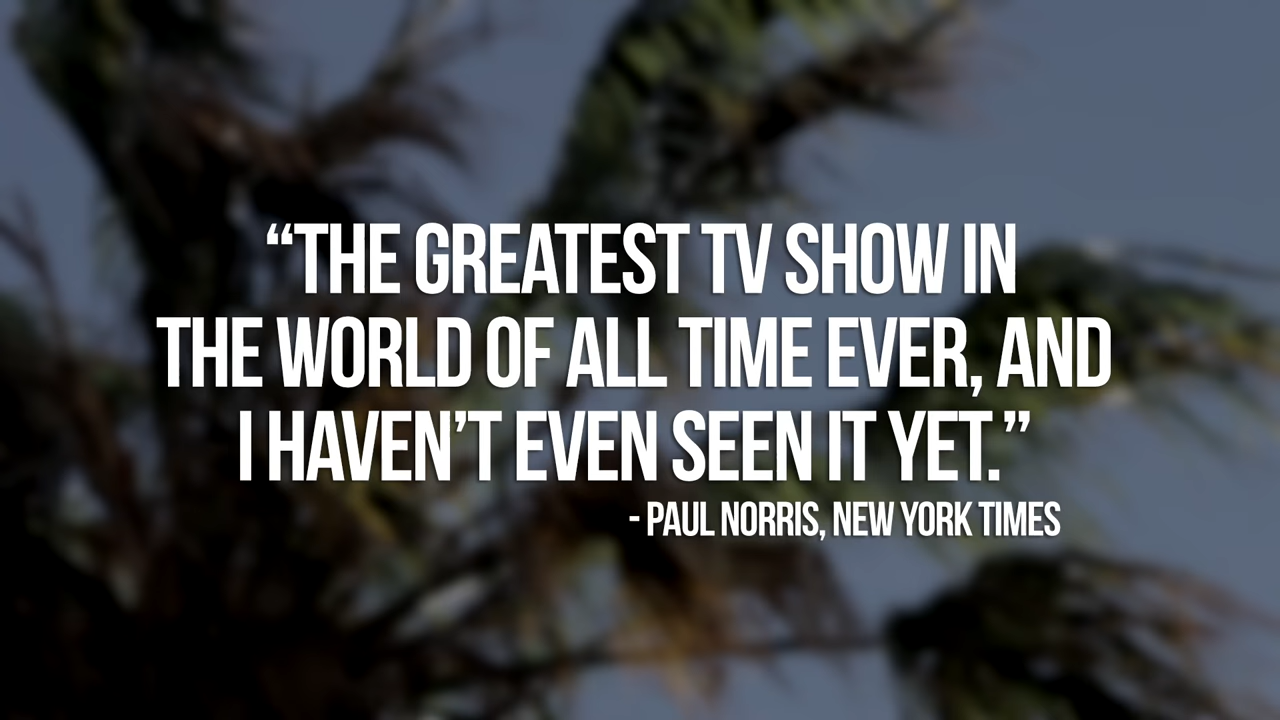 “THE GREATEST TV SHOW IN
THE WORLD OF ALL TIME EVER, AND
I HAVEN’T EVEN SEEN IT YET.”
- PAUL NORRIS, NEW YORK TIMES